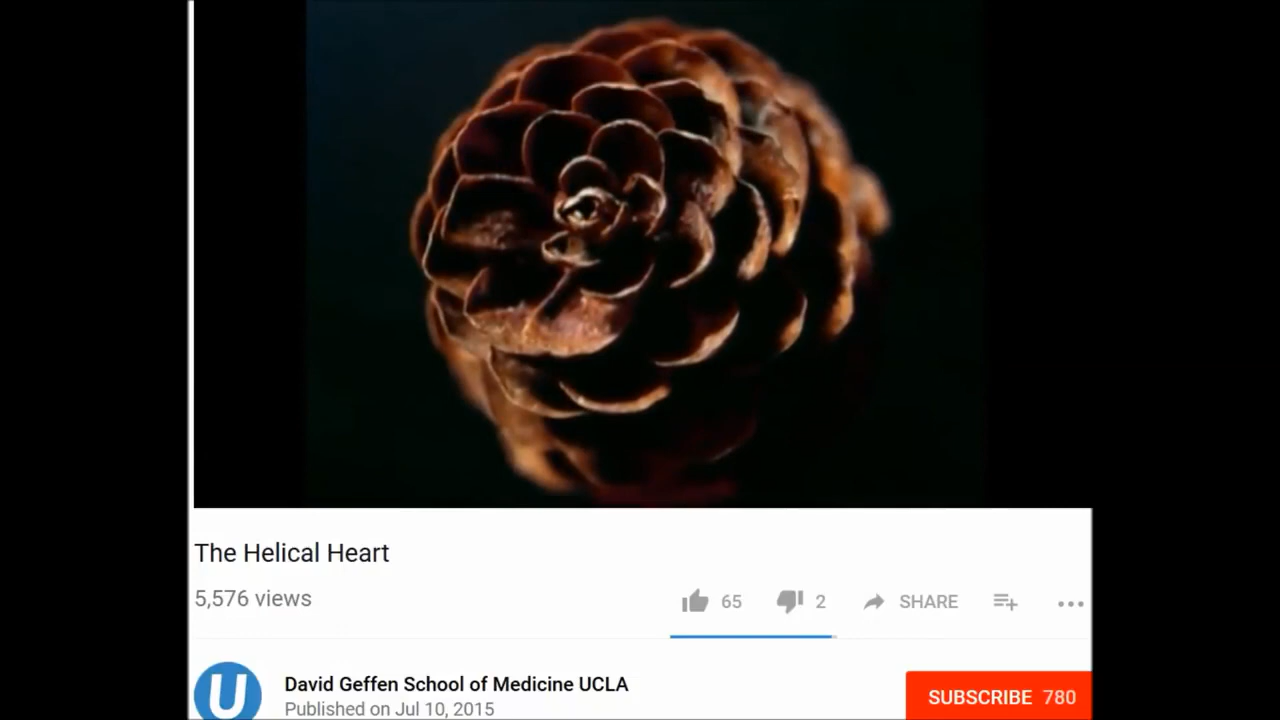 The Helical Heart
5,576 views
65 2 SHARE
U
David Geffen School of Medicine UCLA
Published on Jul 10, 2015
SUBSCRIBE 780